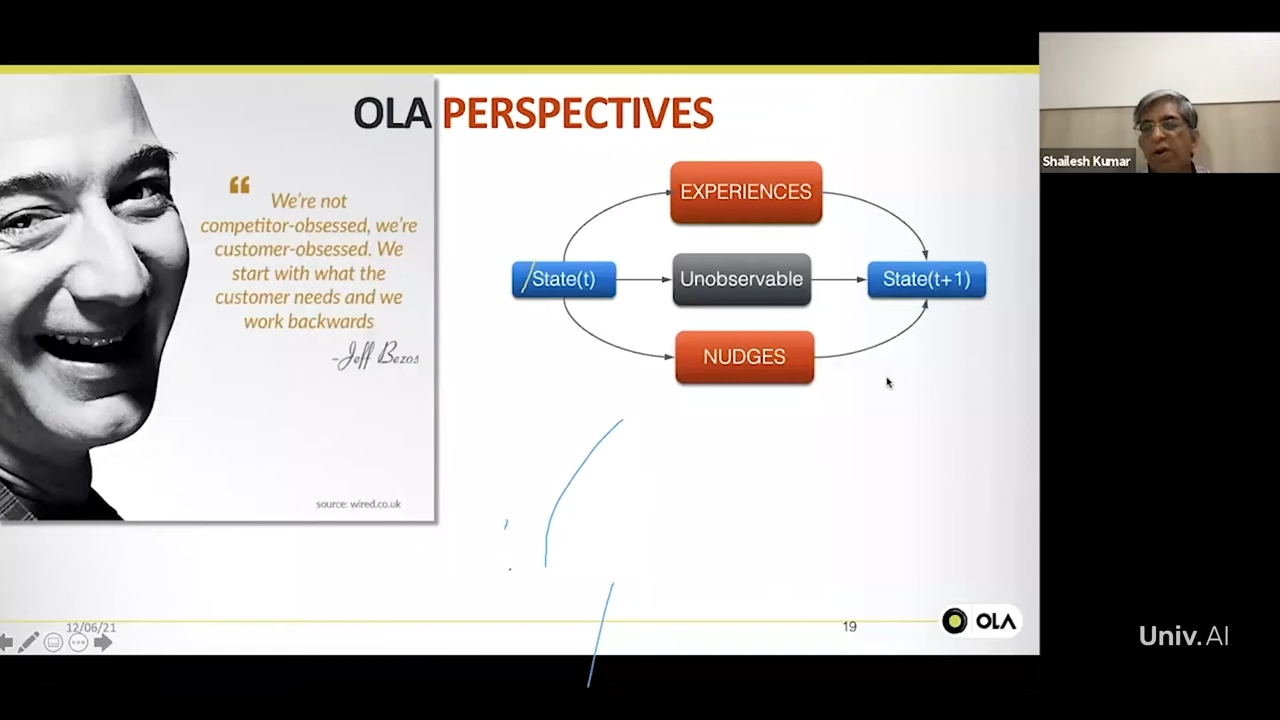 OLA PERSPECTIVES
“ We're not
competitor-obsessed, we're
customer-obsessed. We
start with what the
customer needs and we
work backwards
-Jeff Bezos
source: wired.co.uk
EXPERIENCES
State(t)
Unobservable
State(t+1)
NUDGES
12/06/21
19
OLA
Shailesh Kumar
Univ.AI